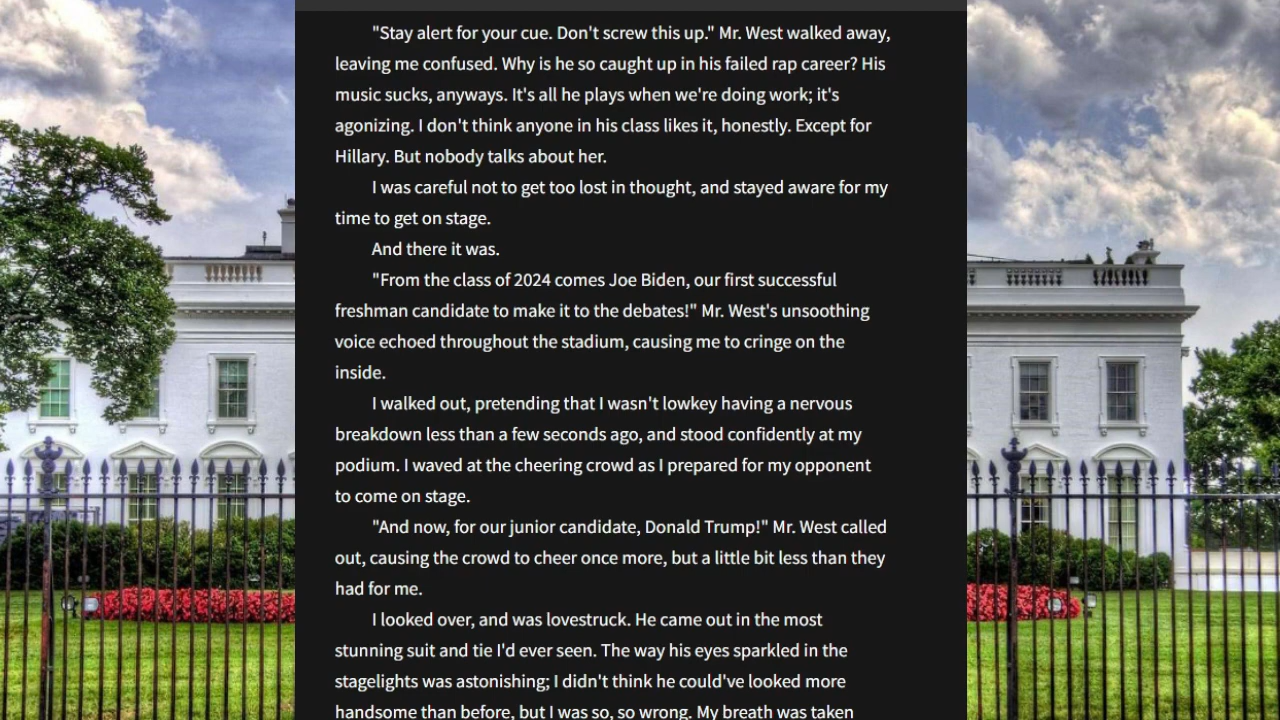 "Stay alert for your cue. Don't screw this up." Mr. West walked away,
leaving me confused. Why is he so caught up in his failed rap career? His
music sucks, anyways. It's all he plays when we're doing work; it's
agonizing. I don't think anyone in his class likes it, honestly. Except for
Hillary. But nobody talks about her.
I was careful not to get too lost in thought, and stayed aware for my
time to get on stage.
And there it was.
"From the class of 2024 comes Joe Biden, our first successful
freshman candidate to make it to the debates!" Mr. West's unsoothing
voice echoed throughout the stadium, causing me to cringe on the
inside.
I walked out, pretending that I wasn't lowkey having a nervous
breakdown less than a few seconds ago, and stood confidently at my
podium. I waved at the cheering crowd as I prepared for my opponent
to come on stage.
"And now, for our junior candidate, Donald Trump!" Mr. West called
out, causing the crowd to cheer once more, but a little bit less than they
had for me.
I looked over, and was lovestruck. He came out in the most
stunning suit and tie I'd ever seen. The way his eyes sparkled in the
stagelights was astonishing; I didn't think he could've looked more
handsome than before, but I was so, so wrong. My breath was taken